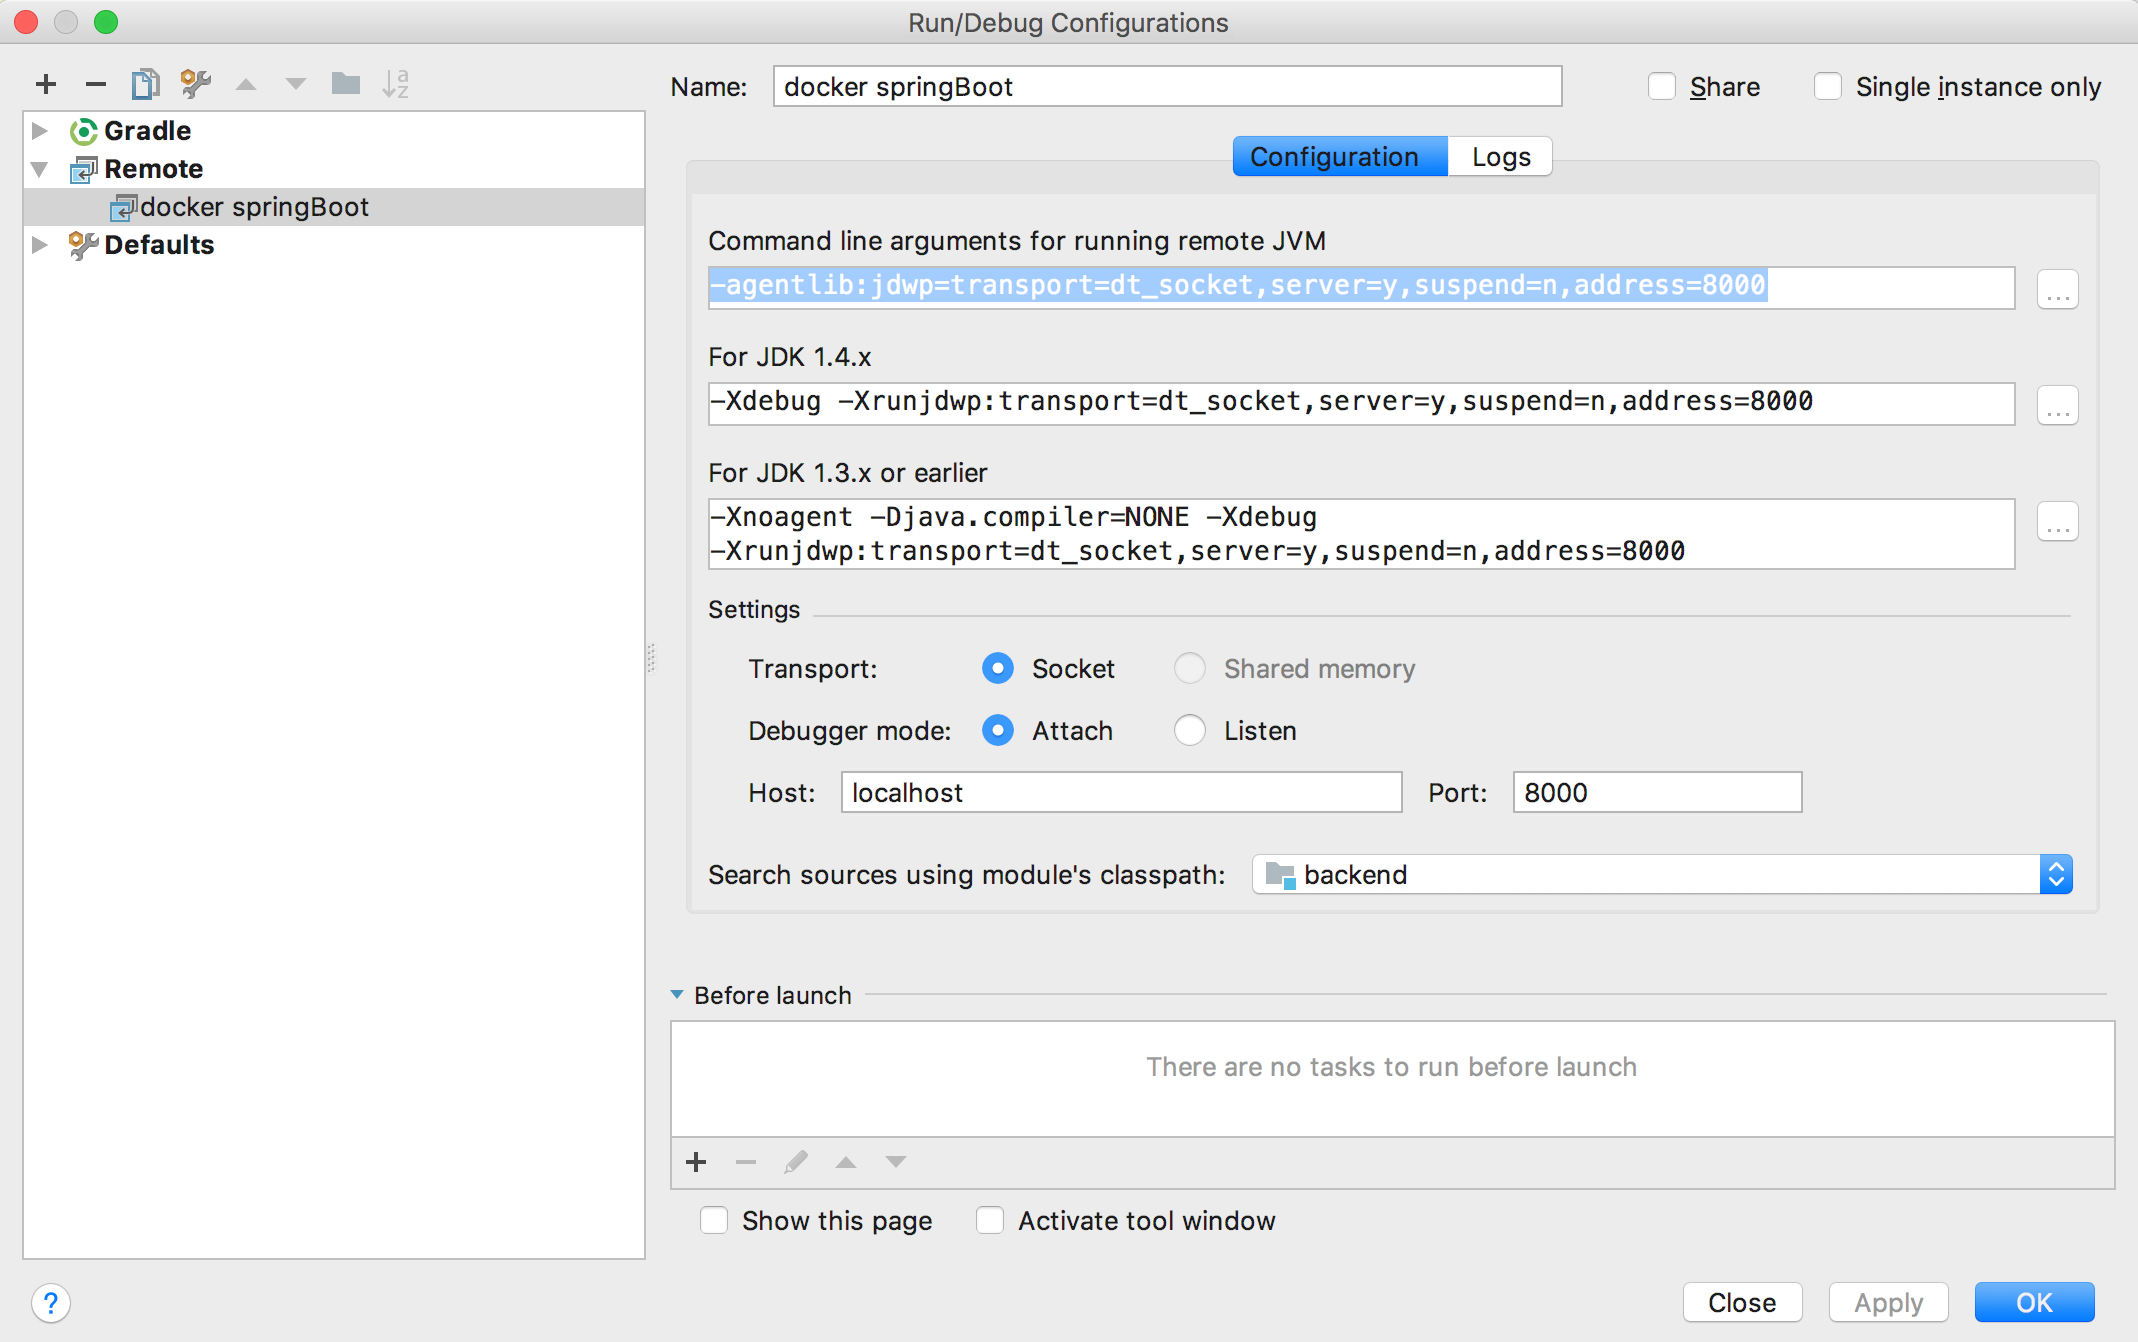 Run/Debug Configurations
Name: docker springBoot Share Single instance only
Gradle
Remote
docker springBoot
Defaults
Configuration Logs
Command line arguments for running remote JVM
-agentlib:jdwp=transport=dt_socket,server=y,suspend=n,address=8000
...
For JDK 1.4.x
-Xdebug -Xrunjdwp:transport=dt_socket,server=y,suspend=n,address=8000
...
For JDK 1.3.x or earlier
-Xnoagent -Djava.compiler=NONE -Xdebug
-Xrunjdwp:transport=dt_socket,server=y,suspend=n,address=8000
...
Settings
Transport: Socket Shared memory
Debugger mode: Attach Listen
Host: localhost Port: 8000
Search sources using module's classpath: backend
Before launch
There are no tasks to run before launch
Show this page Activate tool window
? Close Apply OK